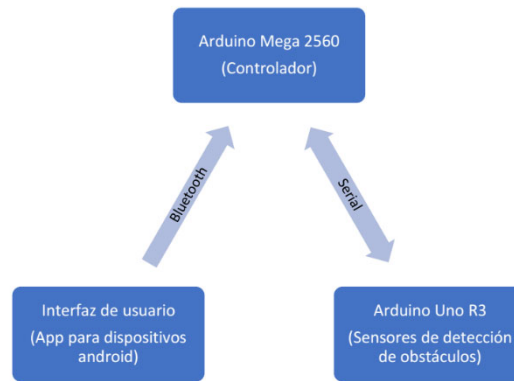 Arduino Mega 2560
(Controlador)
Bluetooth
Serial
Interfaz de usuario
(App para dispositivos
android)
Arduino Uno R3
(Sensores de detección
de obstáculos)